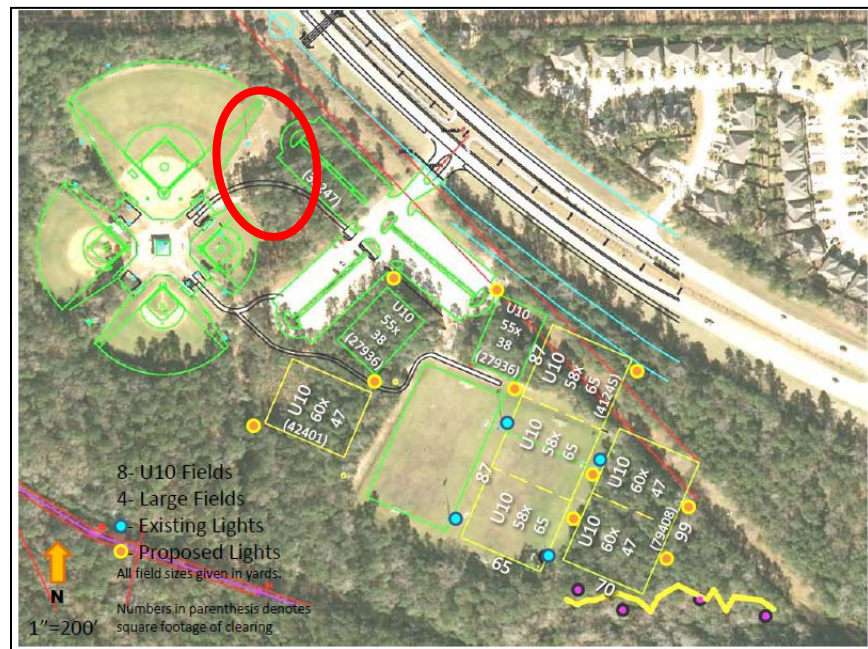 (3?247)
U10
55x
38
(27936)
U10
55x
38
(27936)
87
U10
58x
65
(41245)
U10
60x
47
(42401)
U10
58x
65
87
U10
60x
47
U10
58x
65
U10
60x
47
(79408)
99
65
70
8- U10 Fields
4- Large Fields
- Existing Lights
- Proposed Lights
All field sizes given in yards.
N
Numbers in parenthesis denotes
square footage of clearing
1"=200'